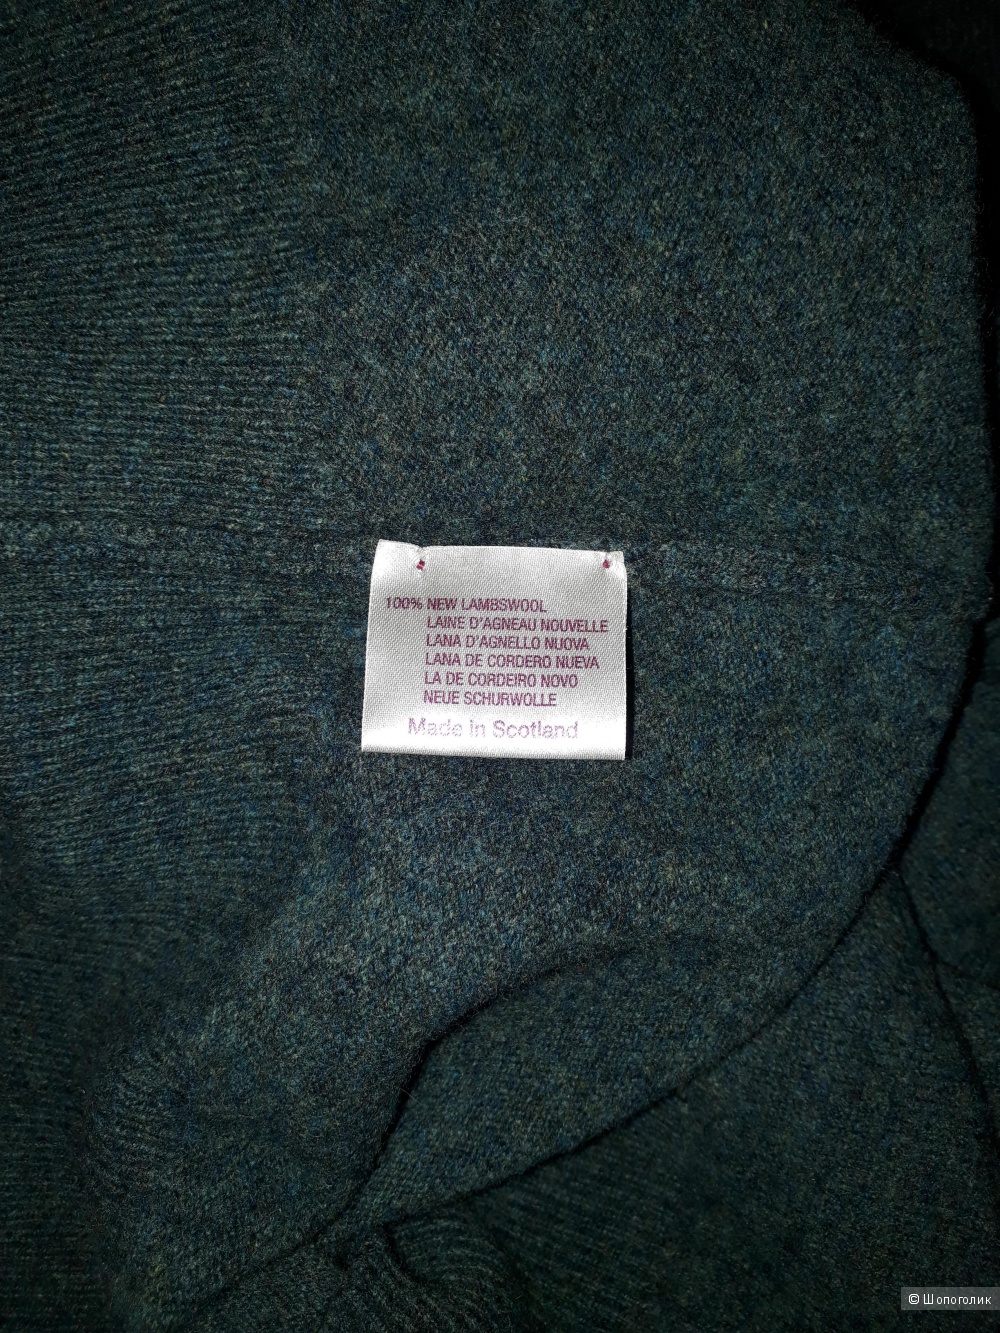 100% NEW LAMBSWOOL
LAINE D'AGNEAU NOUVELLE
LANA D'AGNELLO NUOVA
LANA DE CORDERO NUEVA
LA DE CORDEIRO NOVO
NEUE SCHURWOLLE
Made in Scotland
© Шопоголик